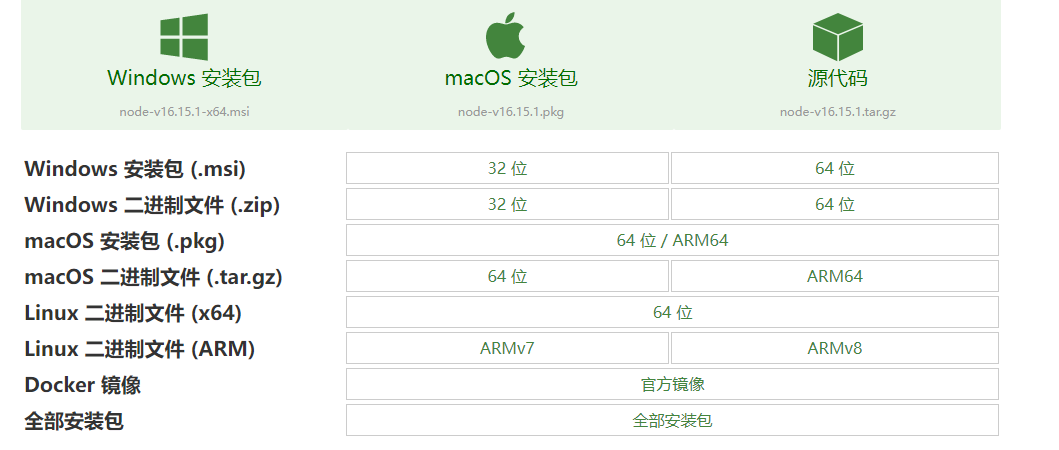 Windows 安装包 macOS 安装包 源代码
node-v16.15.1-x64.msi node-v16.15.1.pkg node-v16.15.1.tar.gz
Windows 安装包 (.msi) 32 位 64 位
Windows 二进制文件 (.zip) 32 位 64 位
macOS 安装包 (.pkg) 64 位 / ARM64
macOS 二进制文件 (.tar.gz) 64 位 ARM64
Linux 二进制文件 (x64) 64 位
Linux 二进制文件 (ARM) ARMv7 ARMv8
Docker 镜像 官方镜像
全部安装包 全部安装包